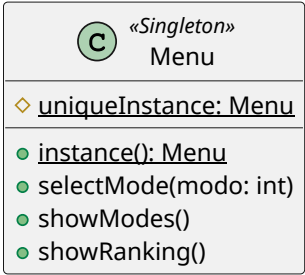 C
«Singleton»
Menu
uniqueInstance: Menu
instance(): Menu
selectMode(modo: int)
showModes()
showRanking()